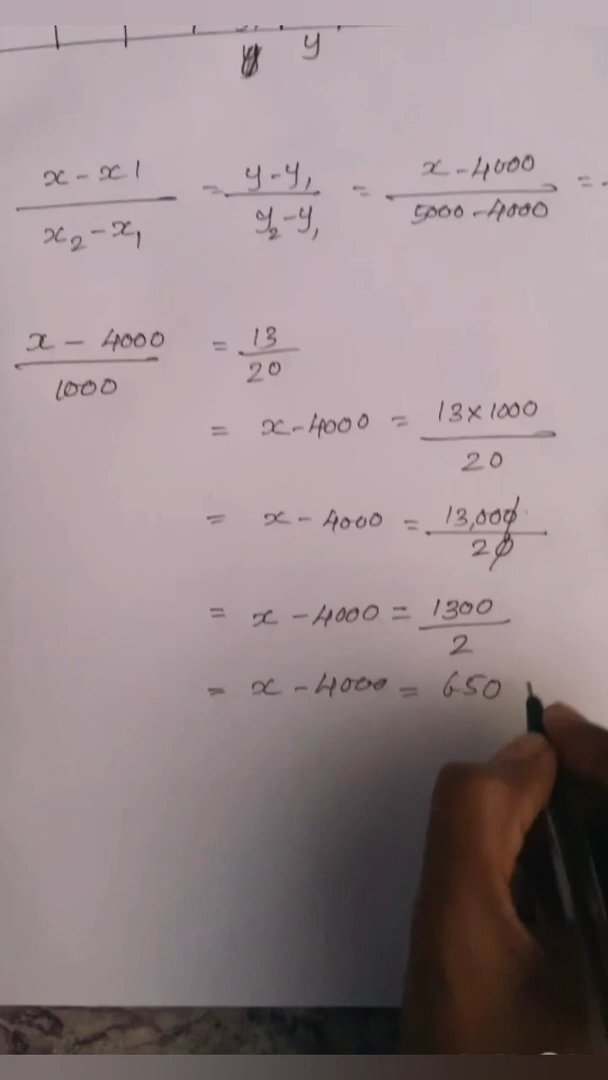 y
x - x1 / x₂ - x₁ = y - y₁ / y₂ - y₁ = x - 4000 / 5000 - 4000 =
x - 4000 / 1000 = 13 / 20
= x - 4000 = 13 × 1000 / 20
= x - 4000 = 13,000 / 20
= x - 4000 = 1300 / 2
= x - 4000 = 650